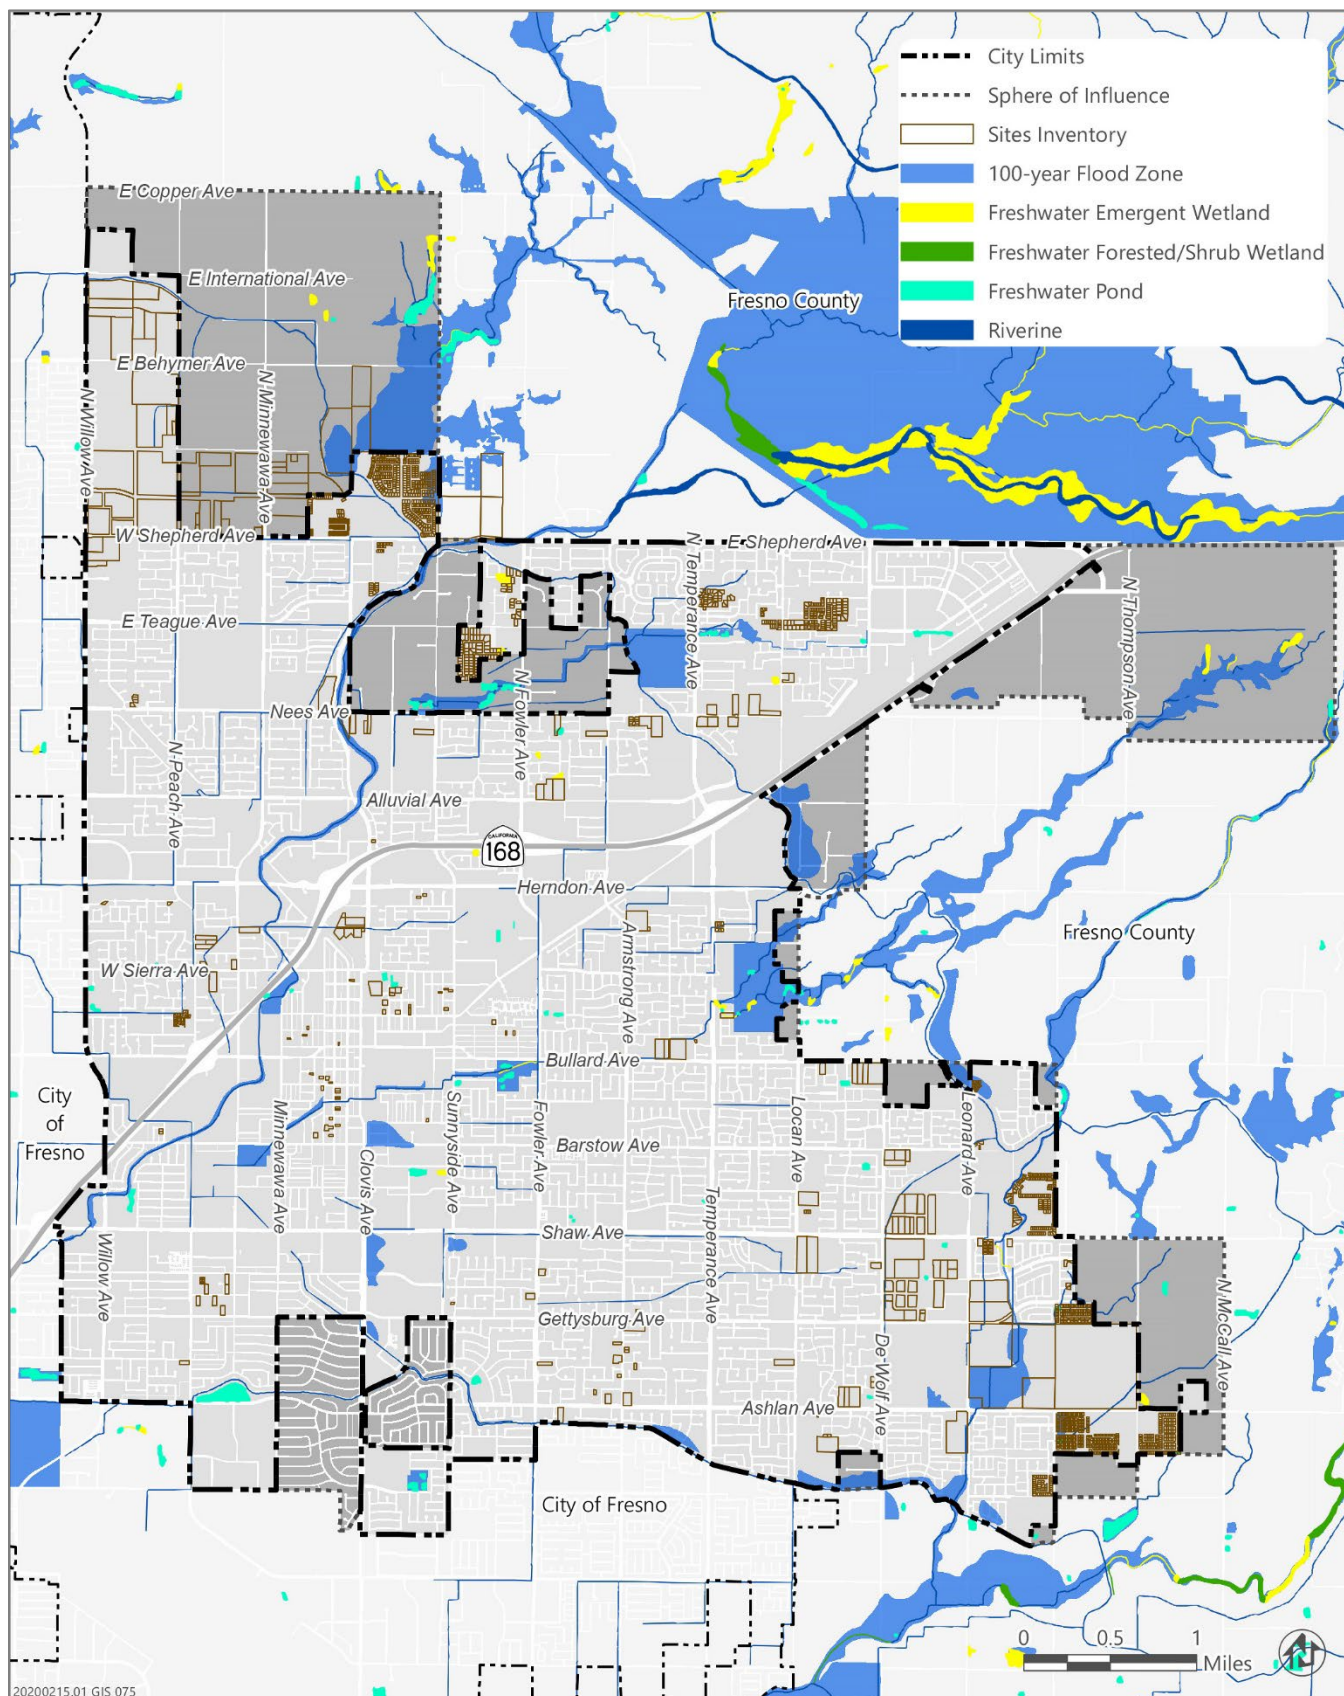 City Limits
Sphere of Influence
Sites Inventory
100-year Flood Zone
Freshwater Emergent Wetland
Freshwater Forested/Shrub Wetland
Freshwater Pond
Riverine
E Copper Ave
E International Ave
Fresno County
E Behymer Ave
N Willow Ave
N Minnewawa Ave
W Shepherd Ave
E Shepherd Ave
N Temperance Ave
N Thompson Ave
E Teague Ave
Nees Ave
N Fowler Ave
N Peach Ave
Alluvial Ave
CALIFORNIA
168
Herndon Ave
Armstrong Ave
Fresno County
W Sierra Ave
Bullard Ave
City
of
Fresno
Minnewawa Ave
Sunnyside Ave
Fowler Ave
Locan Ave
Leonard Ave
Barstow Ave
Clovis Ave
Temperance Ave
Shaw Ave
Willow Ave
Gettysburg Ave
N McCall Ave
De Wolf Ave
Ashlan Ave
City of Fresno
0 0.5 1
Miles
N
20200215.01 GIS 075